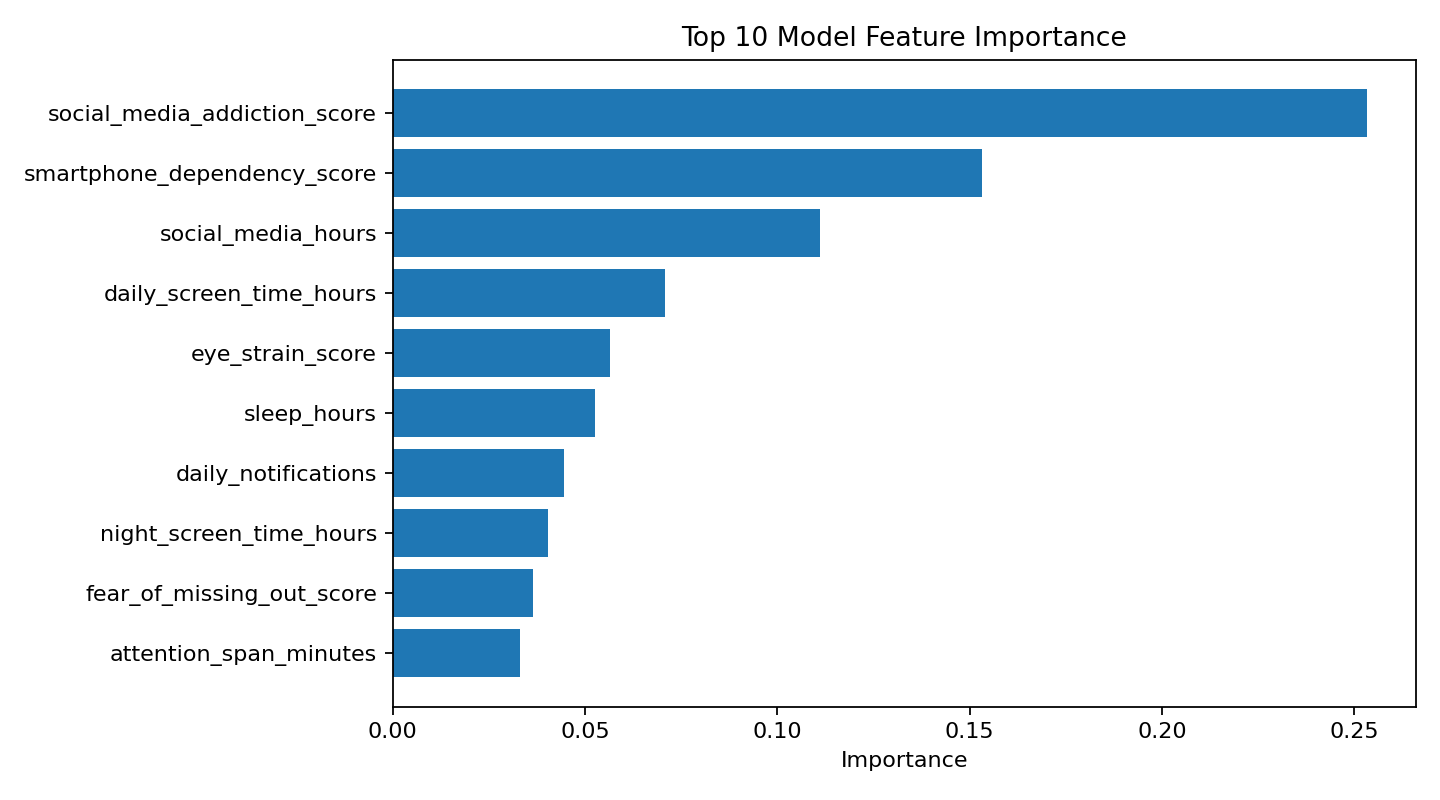 Top 10 Model Feature Importance
social_media_addiction_score
smartphone_dependency_score
social_media_hours
daily_screen_time_hours
eye_strain_score
sleep_hours
daily_notifications
night_screen_time_hours
fear_of_missing_out_score
attention_span_minutes
0.00 0.05 0.10 0.15 0.20 0.25
Importance